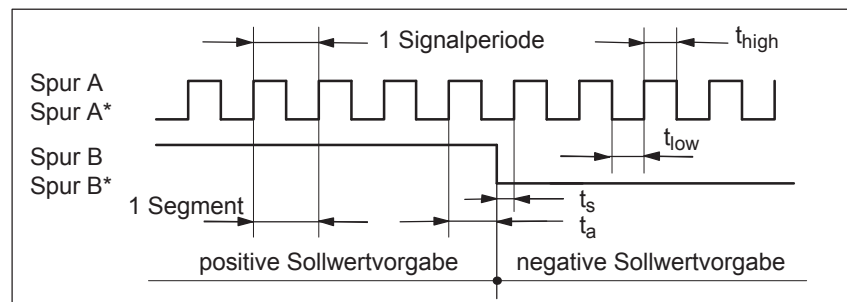 1 Signalperiode
t_high
Spur A
Spur A*
t_low
Spur B
Spur B*
t_s
1 Segment
t_a
positive Sollwertvorgabe
negative Sollwertvorgabe